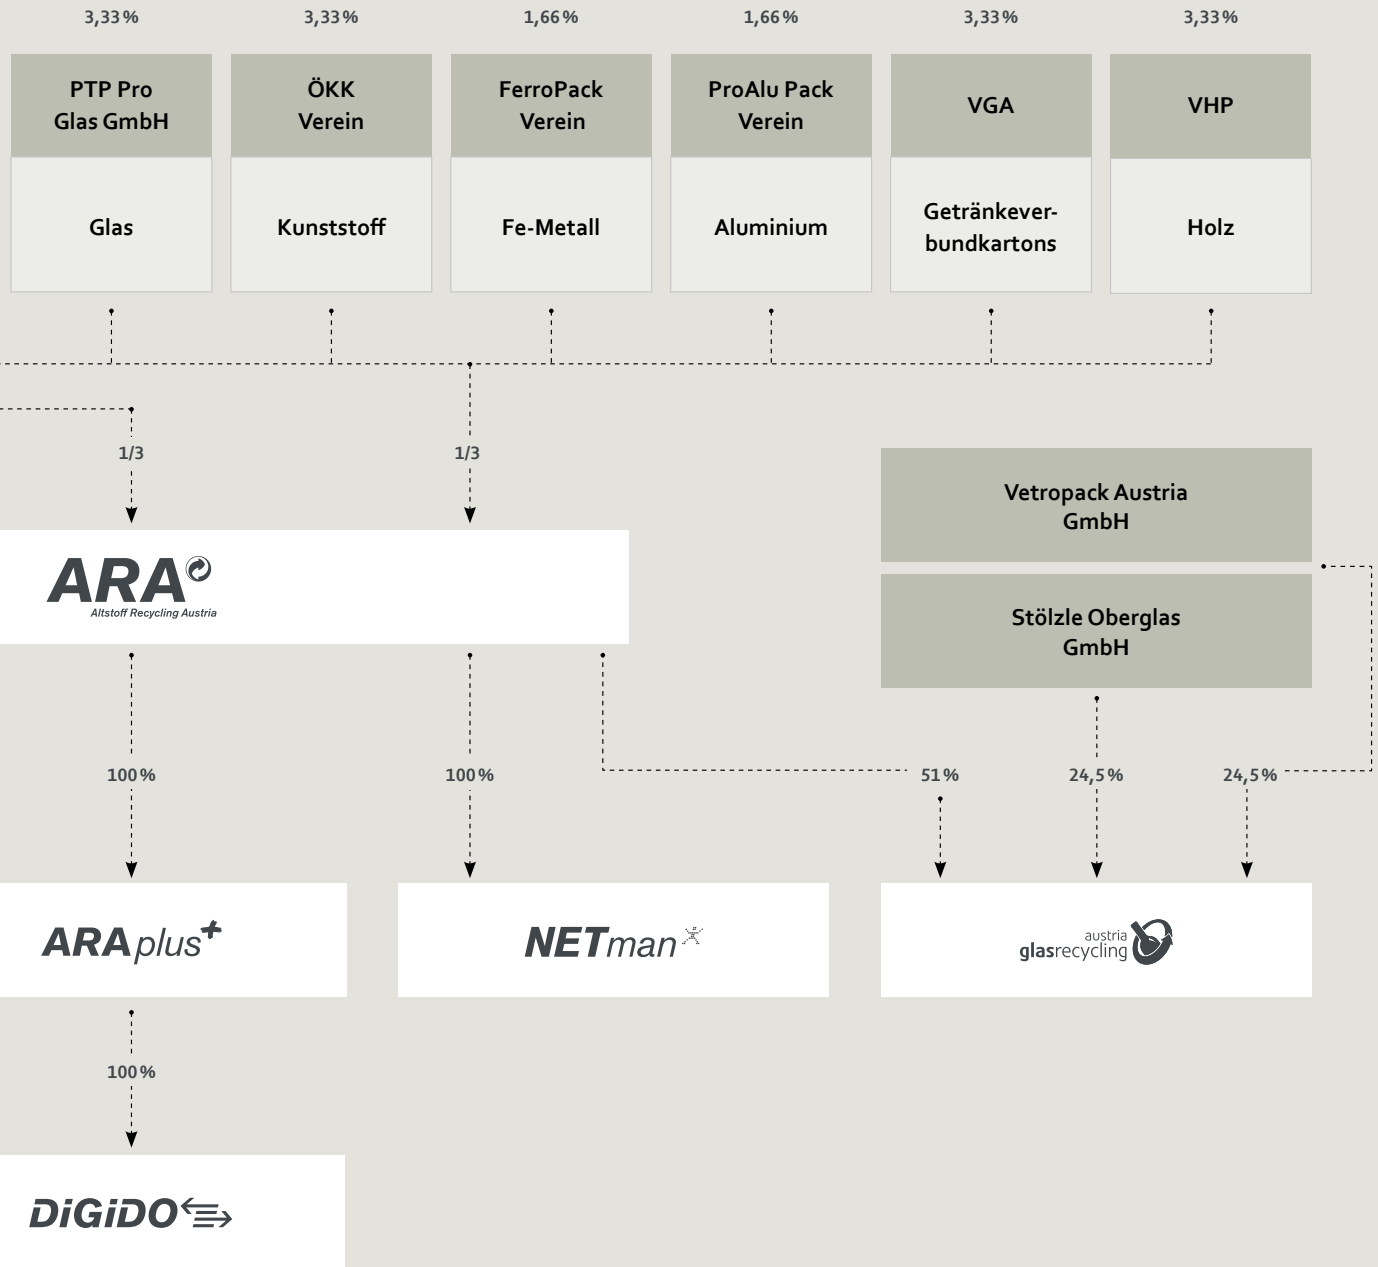 3,33 %
3,33 %
1,66 %
1,66 %
3,33 %
3,33 %
PTP Pro
Glas GmbH
ÖKK
Verein
FerroPack
Verein
ProAlu Pack
Verein
VGA
VHP
Glas
Kunststoff
Fe-Metall
Aluminium
Getränkever-
bundkartons
Holz
1/3
1/3
Vetropack Austria
GmbH
ARA
Altstoff Recycling Austria
Stölzle Oberglas
GmbH
100 %
100 %
51 %
24,5 %
24,5 %
ARAplus
NETman
austria
glasrecycling
100 %
DiGiDO